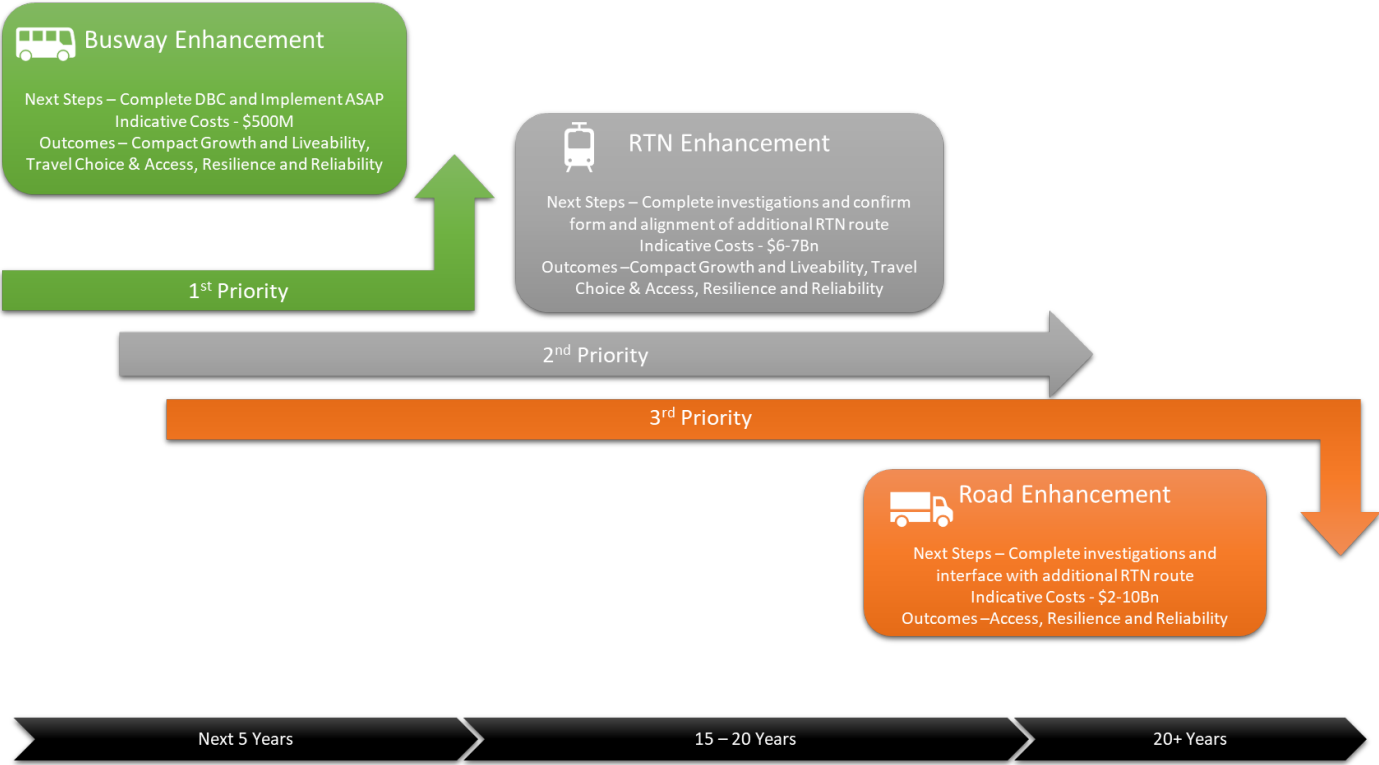 Busway Enhancement
Next Steps – Complete DBC and Implement ASAP
Indicative Costs - $500M
Outcomes – Compact Growth and Liveability,
Travel Choice & Access, Resilience and Reliability
RTN Enhancement
Next Steps – Complete investigations and confirm
form and alignment of additional RTN route
Indicative Costs - $6-7Bn
Outcomes –Compact Growth and Liveability, Travel
Choice & Access, Resilience and Reliability
1st Priority
2nd Priority
3rd Priority
Road Enhancement
Next Steps – Complete investigations and
interface with additional RTN route
Indicative Costs - $2-10Bn
Outcomes –Access, Resilience and Reliability
Next 5 Years
15 – 20 Years
20+ Years